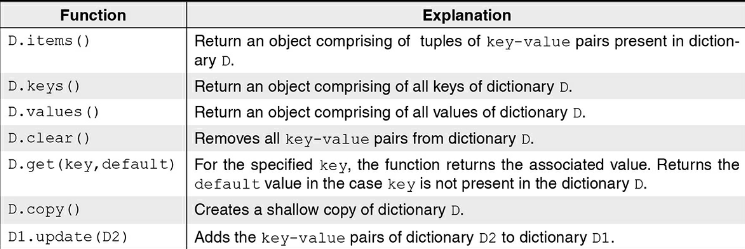 Function Explanation
D.items() Return an object comprising of tuples of key-value pairs present in diction-
ary D.
D.keys() Return an object comprising of all keys of dictionary D.
D.values() Return an object comprising of all values of dictionary D.
D.clear() Removes all key-value pairs from dictionary D.
D.get(key,default) For the specified key, the function returns the associated value. Returns the
default value in the case key is not present in the dictionary D.
D.copy() Creates a shallow copy of dictionary D.
D1.update(D2) Adds the key-value pairs of dictionary D2 to dictionary D1.